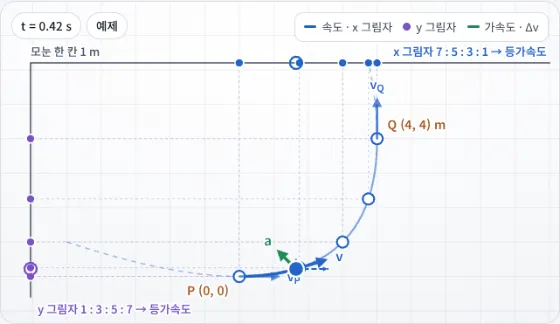 t = 0.42 s
예제
속도 · x 그림자
y 그림자
가속도 · Δv
모눈 한 칸 1 m
x 그림자 7 : 5 : 3 : 1 → 등가속도
vQ
Q (4, 4) m
a
v
vP
P (0, 0)
y 그림자 1 : 3 : 5 : 7 → 등가속도